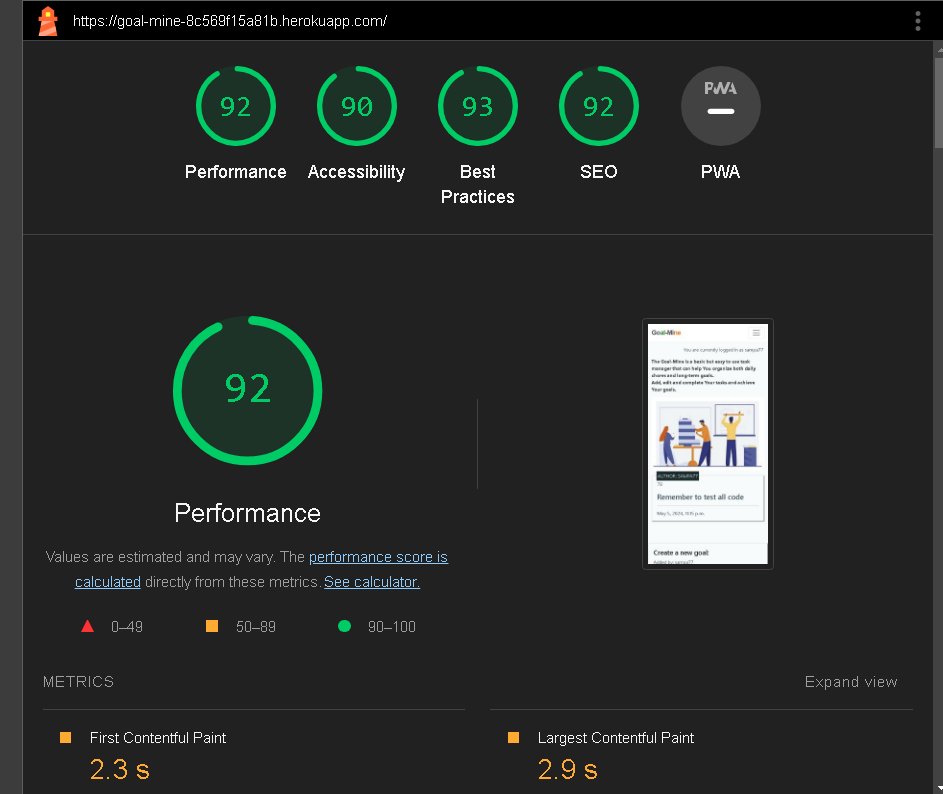 https://goal-mine-8c569f15a81b.herokuapp.com/
92
90
93
92
PWA
Performance
Accessibility
Best
Practices
SEO
PWA
92
Performance
Values are estimated and may vary. The performance score is
calculated directly from these metrics. See calculator.
0–49
50–89
90–100
Goal-Mine
You are currently logged in as
The Goal-Mine is a basic but easy to use task
manager that can help You organize both daily
chores and long-term goals.
Add, edit and complete Your tasks and achieve
Your goals.
Remember to test all code
May 5, 2024,
Create a new goal:
METRICS
Expand view
First Contentful Paint
2.3 s
Largest Contentful Paint
2.9 s